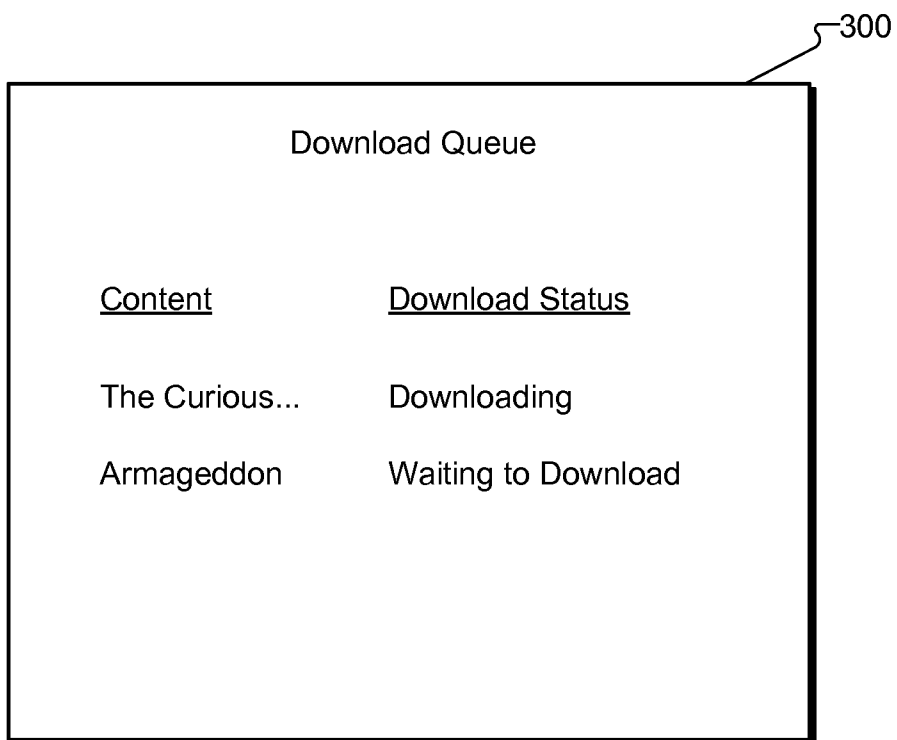 300
Download Queue
Content Download Status
The Curious... Downloading
Armageddon Waiting to Download